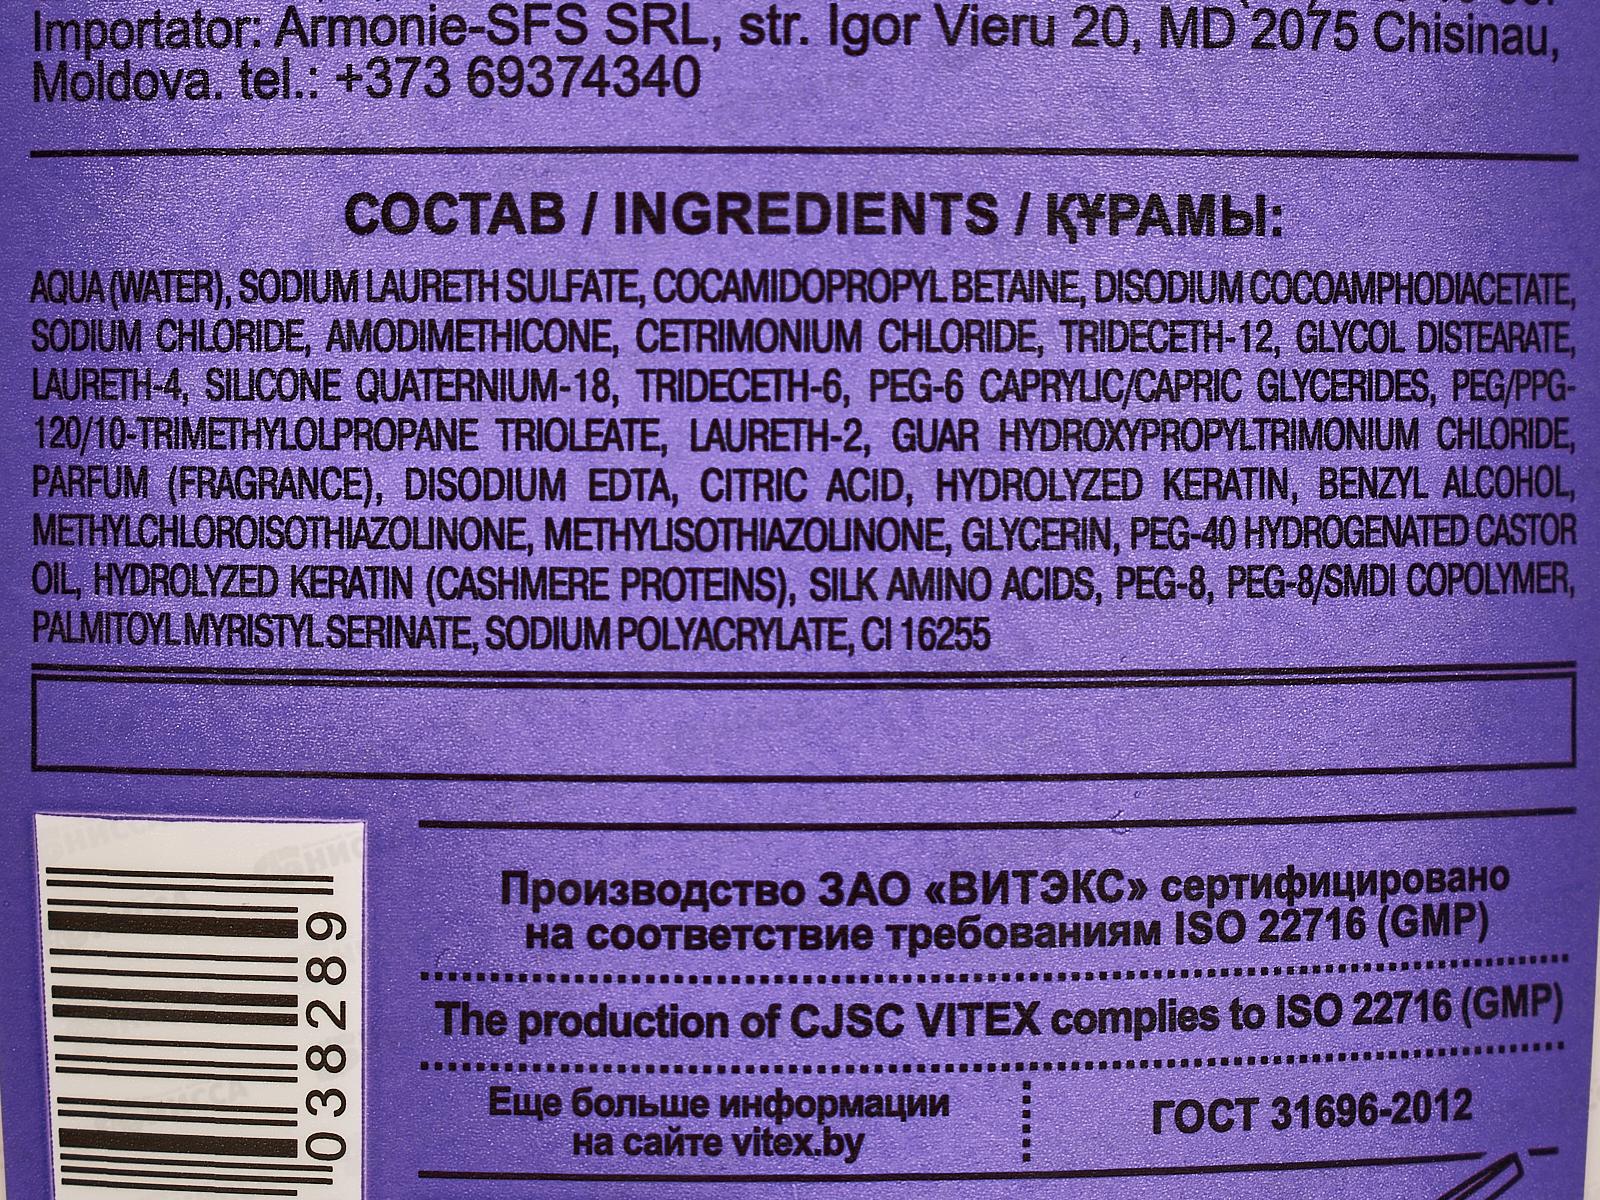 Importator: Armonie-SFS SRL, str. Igor Vieru 20, MD 2075 Chisinau,
Moldova. tel.: +373 69374340
СОСТАВ / INGREDIENTS / ҚҰРАМЫ:
AQUA (WATER), SODIUM LAURETH SULFATE, COCAMIDOPROPYL BETAINE, DISODIUM COCOAMPHODIACETATE,
SODIUM CHLORIDE, AMODIMETHICONE, CETRIMONIUM CHLORIDE, TRIDECETH-12, GLYCOL DISTEARATE,
LAURETH-4, SILICONE QUATERNIUM-18, TRIDECETH-6, PEG-6 CAPRYLIC/CAPRIC GLYCERIDES, PEG/PPG-
120/10-TRIMETHYLOLPROPANE TRIOLEATE, LAURETH-2, GUAR HYDROXYPROPYLTRIMONIUM CHLORIDE,
PARFUM (FRAGRANCE), DISODIUM EDTA, CITRIC ACID, HYDROLYZED KERATIN, BENZYL ALCOHOL,
METHYLCHLOROISOTHIAZOLINONE, METHYLISOTHIAZOLINONE, GLYCERIN, PEG-40 HYDROGENATED CASTOR
OIL, HYDROLYZED KERATIN (CASHMERE PROTEINS), SILK AMINO ACIDS, PEG-8, PEG-8/SMDI COPOLYMER,
PALMITOYL MYRISTYL SERINATE, SODIUM POLYACRYLATE, CI 16255
038289
Производство ЗАО «ВИТЭКС» сертифицировано
на соответствие требованиям ISO 22716 (GMP)
The production of CJSC VITEX complies to ISO 22716 (GMP)
Еще больше информации
на сайте vitex.by
ГОСТ 31696-2012